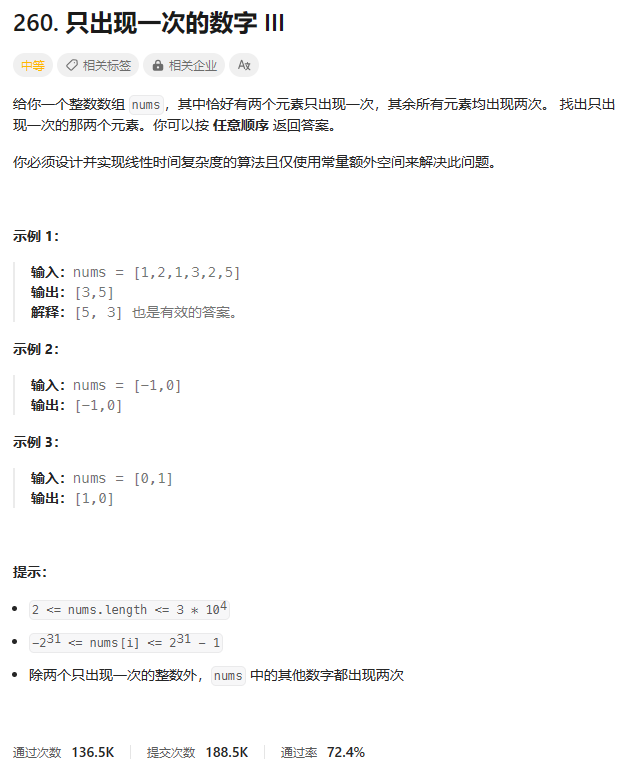 260. 只出现一次的数字 III
中等 相关标签 相关企业 Aあ
给你一个整数数组 nums，其中恰好有两个元素只出现一次，其余所有元素均出现两次。 找出只出
现一次的那两个元素。你可以按 任意顺序 返回答案。
你必须设计并实现线性时间复杂度的算法且仅使用常量额外空间来解决此问题。
示例 1：
输入：nums = [1,2,1,3,2,5]
输出：[3,5]
解释：[5, 3] 也是有效的答案。
示例 2：
输入：nums = [-1,0]
输出：[-1,0]
示例 3：
输入：nums = [0,1]
输出：[1,0]
提示：
• 2 <= nums.length <= 3 * 10⁴
• -2³¹ <= nums[i] <= 2³¹ - 1
• 除两个只出现一次的整数外，nums 中的其他数字都出现两次
通过次数 136.5K 提交次数 188.5K 通过率 72.4%